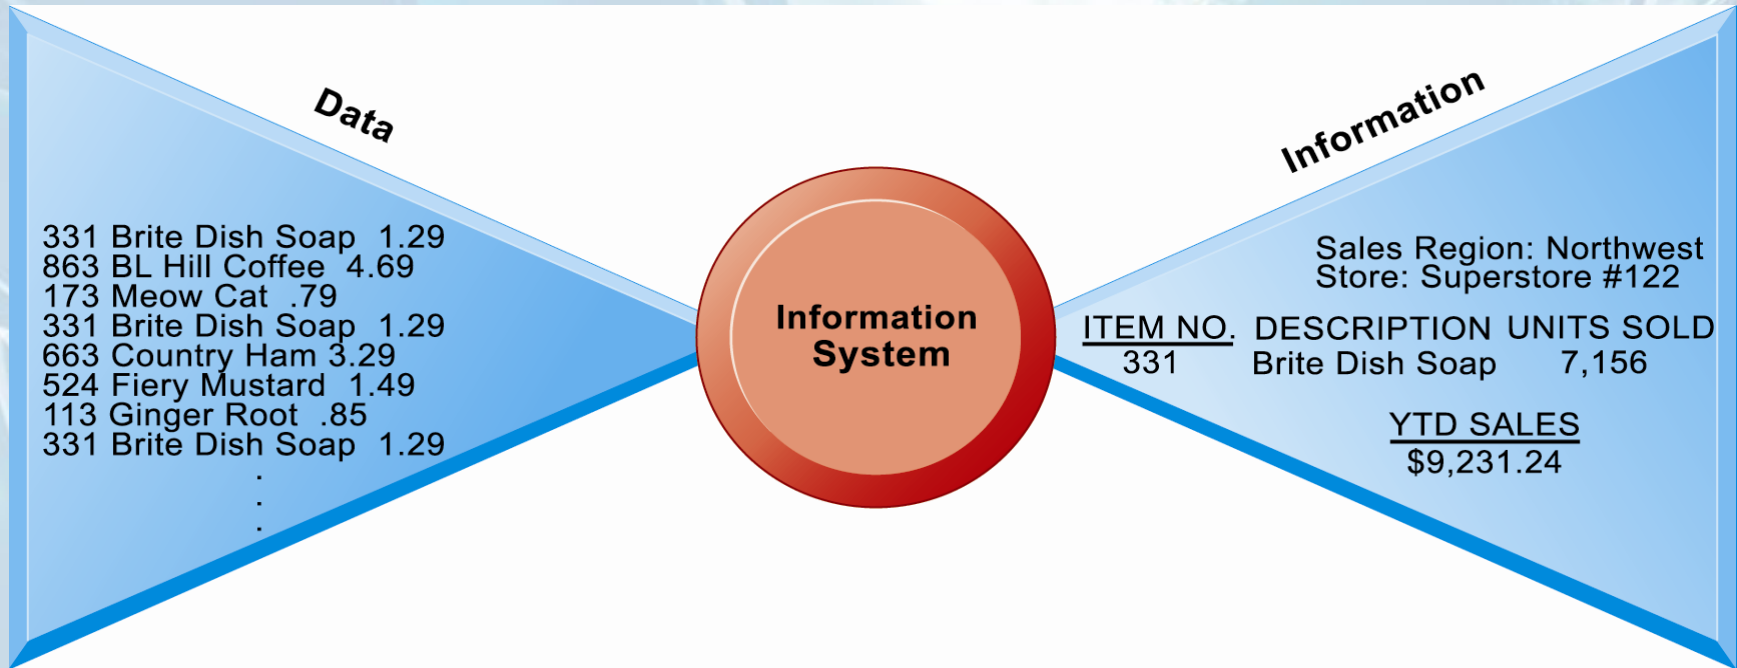 Data
331 Brite Dish Soap 1.29
863 BL Hill Coffee 4.69
173 Meow Cat .79
331 Brite Dish Soap 1.29
663 Country Ham 3.29
524 Fiery Mustard 1.49
113 Ginger Root .85
331 Brite Dish Soap 1.29
.
.
.
Information
System
Information
Sales Region: Northwest
Store: Superstore #122
ITEM NO. DESCRIPTION UNITS SOLD
331 Brite Dish Soap 7,156
YTD SALES
$9,231.24